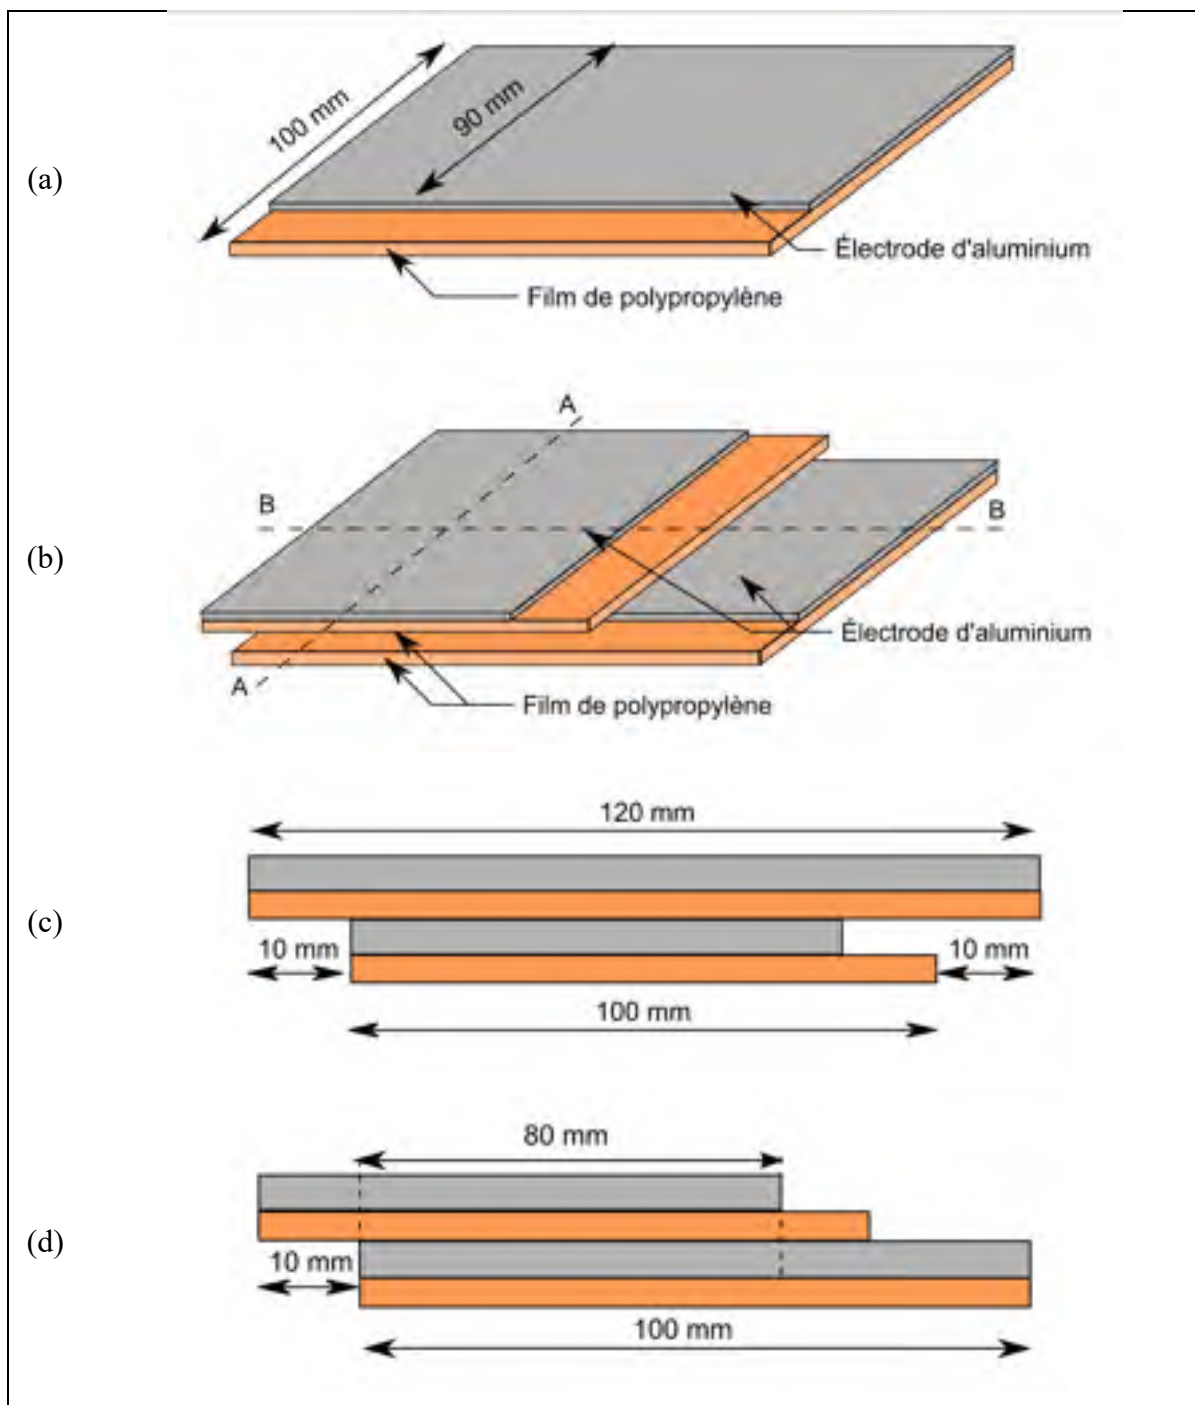 (a)
100 mm
90 mm
Électrode d'aluminium
Film de polypropylène
(b)
A
B
B
Électrode d'aluminium
A
Film de polypropylène
(c)
120 mm
10 mm
10 mm
100 mm
(d)
80 mm
10 mm
100 mm